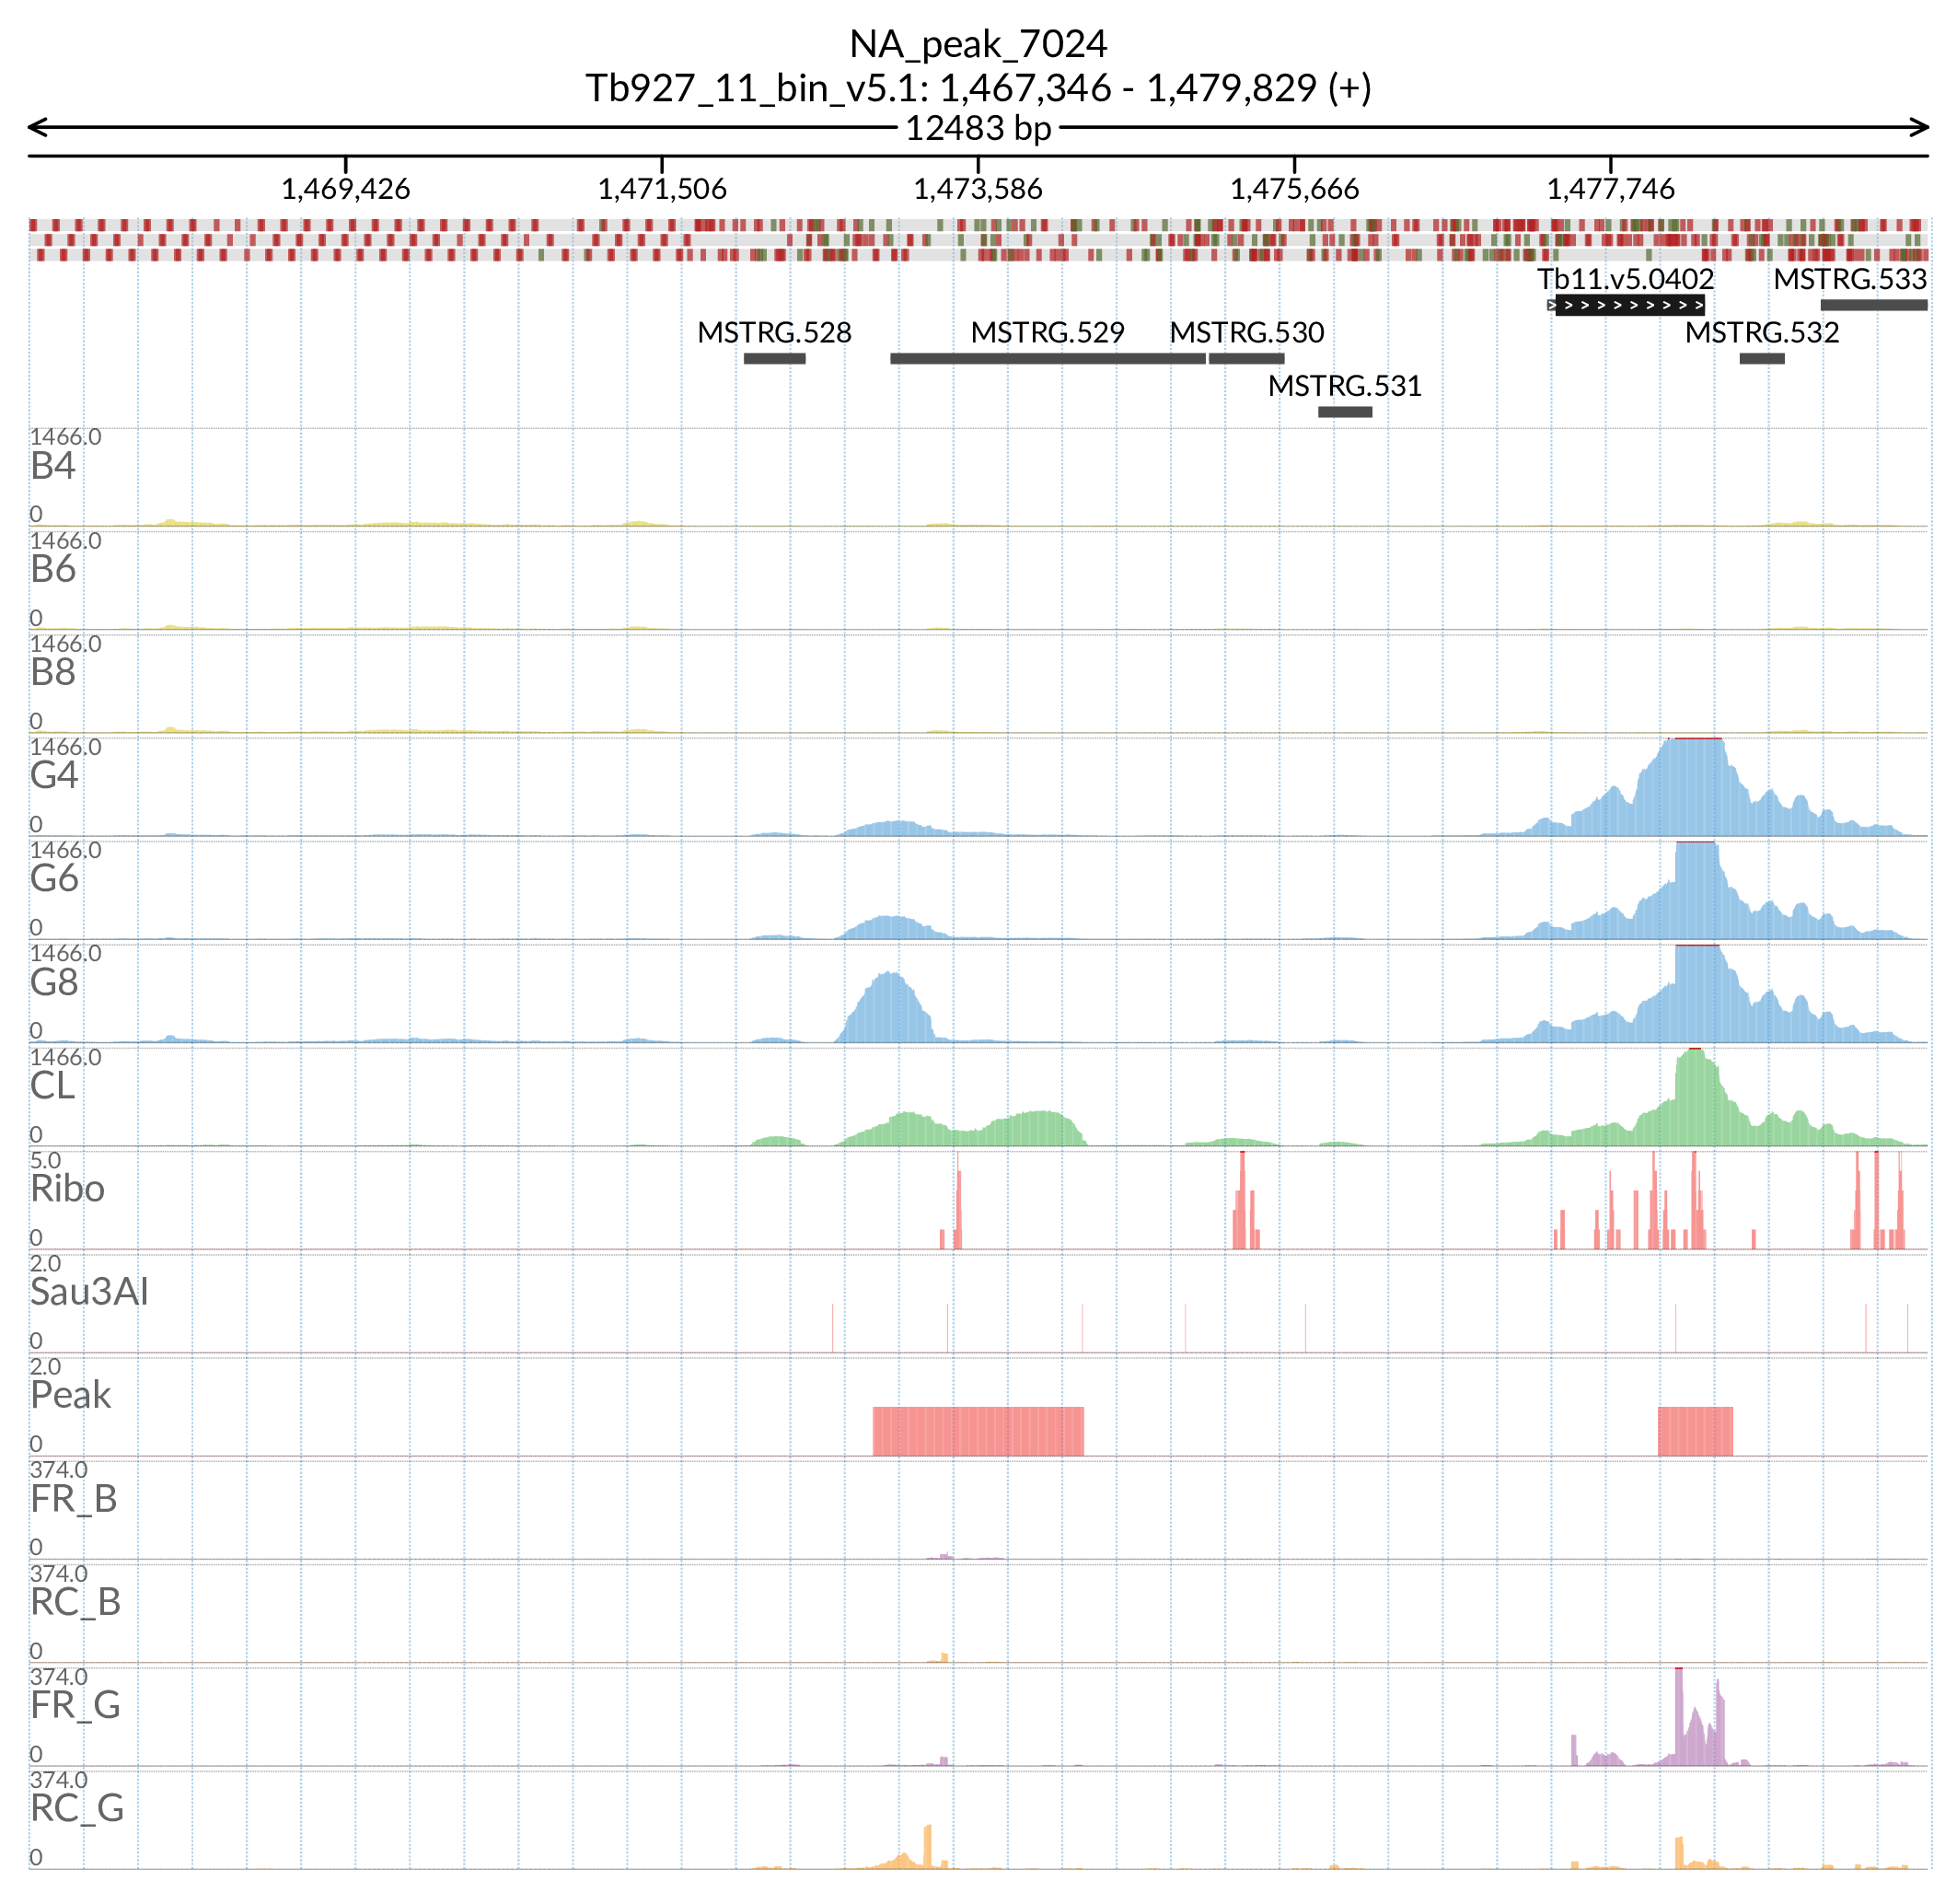 NA_peak_7024
Tb927_11_bin_v5.1: 1,467,346 - 1,479,829 (+)
12483 bp
1,469,426 1,471,506 1,473,586 1,475,666 1,477,746
Tb11.v5.0402 MSTRG.533
MSTRG.528 MSTRG.529 MSTRG.530 MSTRG.532
MSTRG.531
1466.0
B4
0
1466.0
B6
0
1466.0
B8
0
1466.0
G4
0
1466.0
G6
0
1466.0
G8
0
1466.0
CL
0
5.0
Ribo
0
2.0
Sau3AI
0
2.0
Peak
0
374.0
FR_B
0
374.0
RC_B
0
374.0
FR_G
0
374.0
RC_G
0